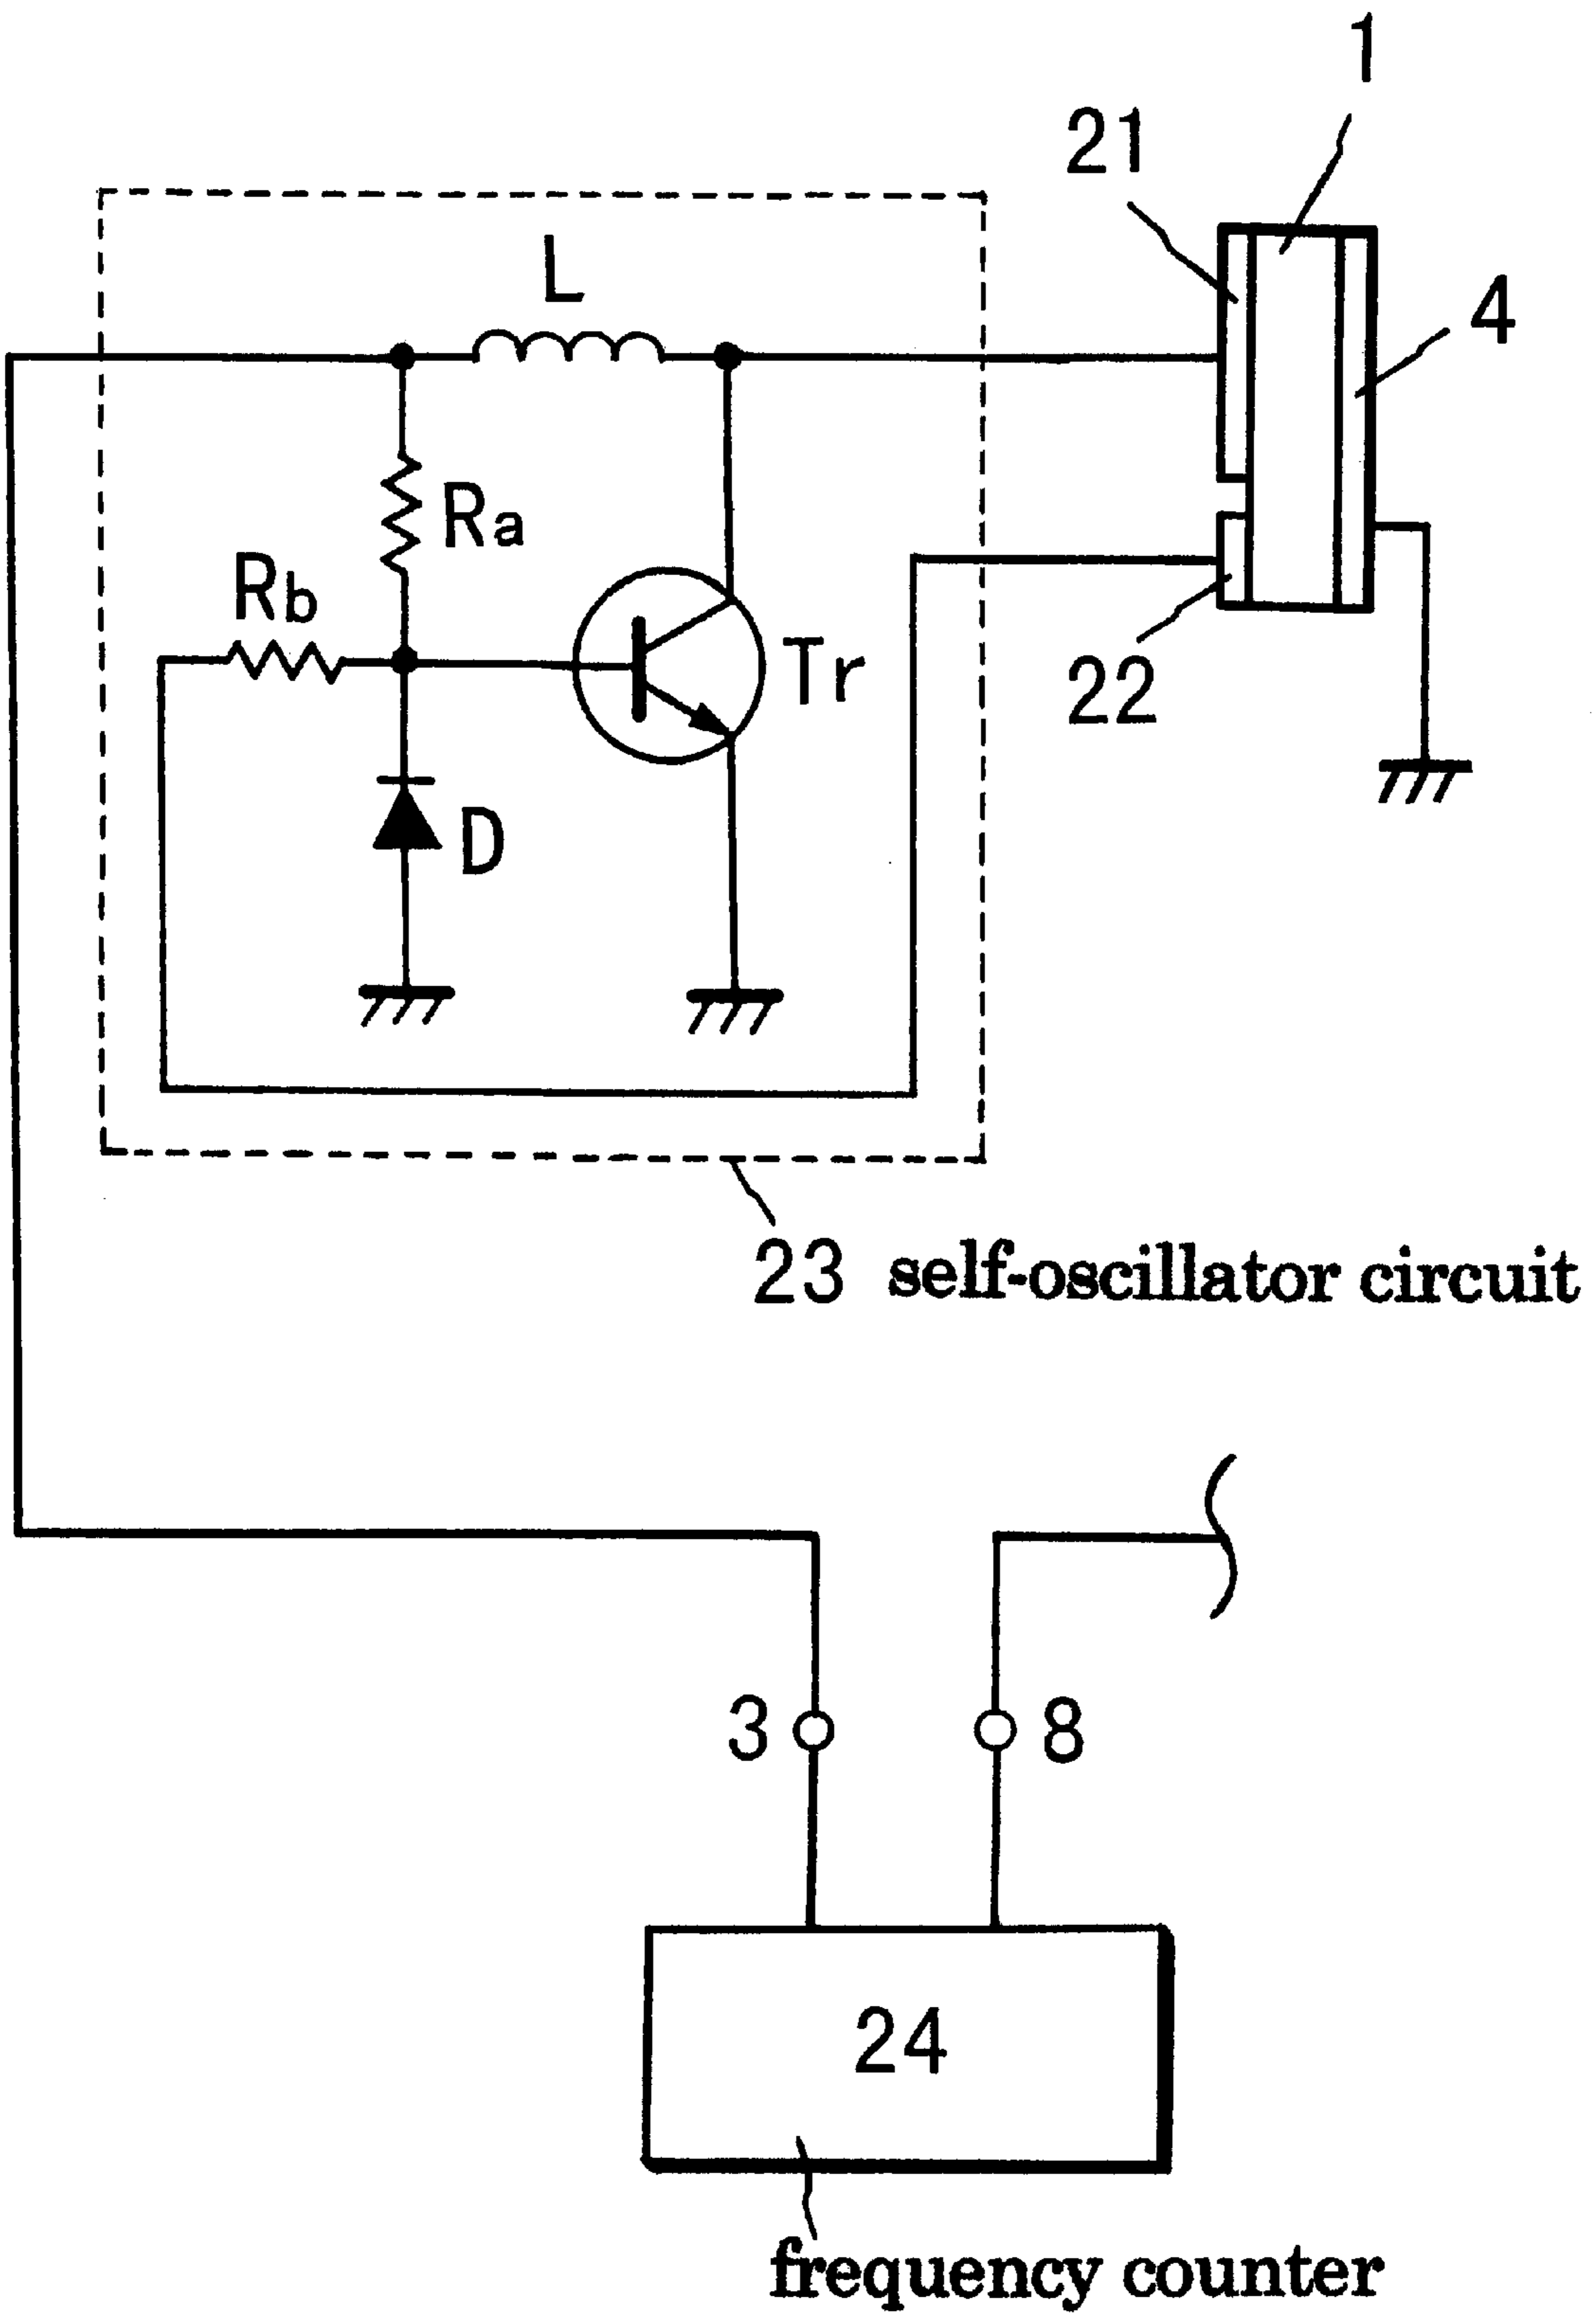 1
21
L
4
Ra
Rb
Tr
22
D
23 self-oscillator circuit
3
8
24
frequency counter